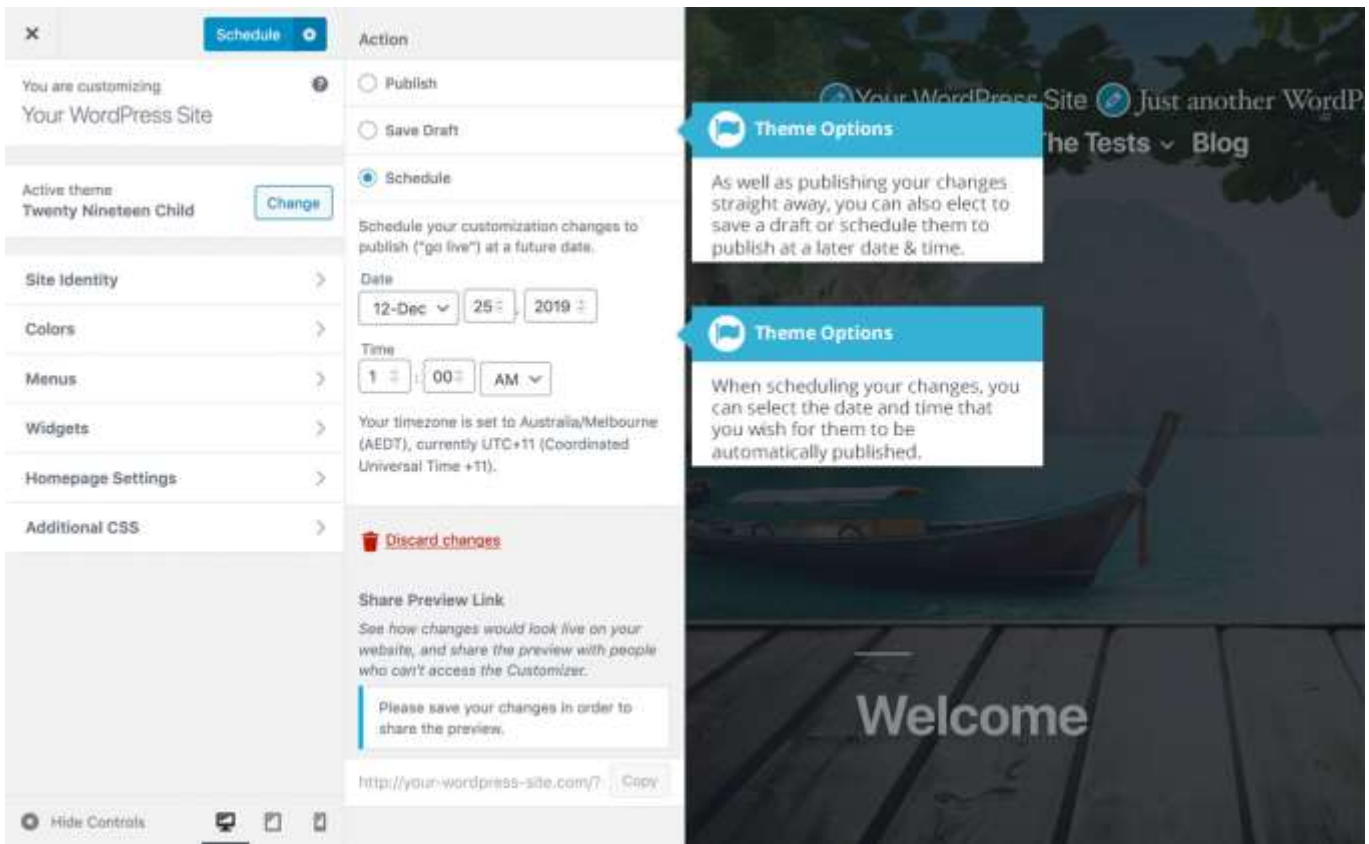 Schedule
You are customizing
Your WordPress Site
Active theme
Twenty Nineteen Child
Change
Site Identity
Colors
Menus
Widgets
Homepage Settings
Additional CSS
Hide Controls
Action
Publish
Save Draft
Schedule
Schedule your customization changes to
publish ("go live") at a future date.
Date
12-Dec 25 , 2019
Time
1 : 00 AM
Your timezone is set to Australia/Melbourne
(AEDT), currently UTC+11 (Coordinated
Universal Time +11).
Discard changes
Share Preview Link
See how changes would look live on your
website, and share the preview with people
who can't access the Customizer.
Please save your changes in order to
share the preview.
http://your-wordpress-site.com/? Copy
Your WordPress Site Just another WordP
he Tests Blog
Theme Options
As well as publishing your changes
straight away, you can also elect to
save a draft or schedule them to
publish at a later date & time.
Theme Options
When scheduling your changes, you
can select the date and time that
you wish for them to be
automatically published.
Welcome